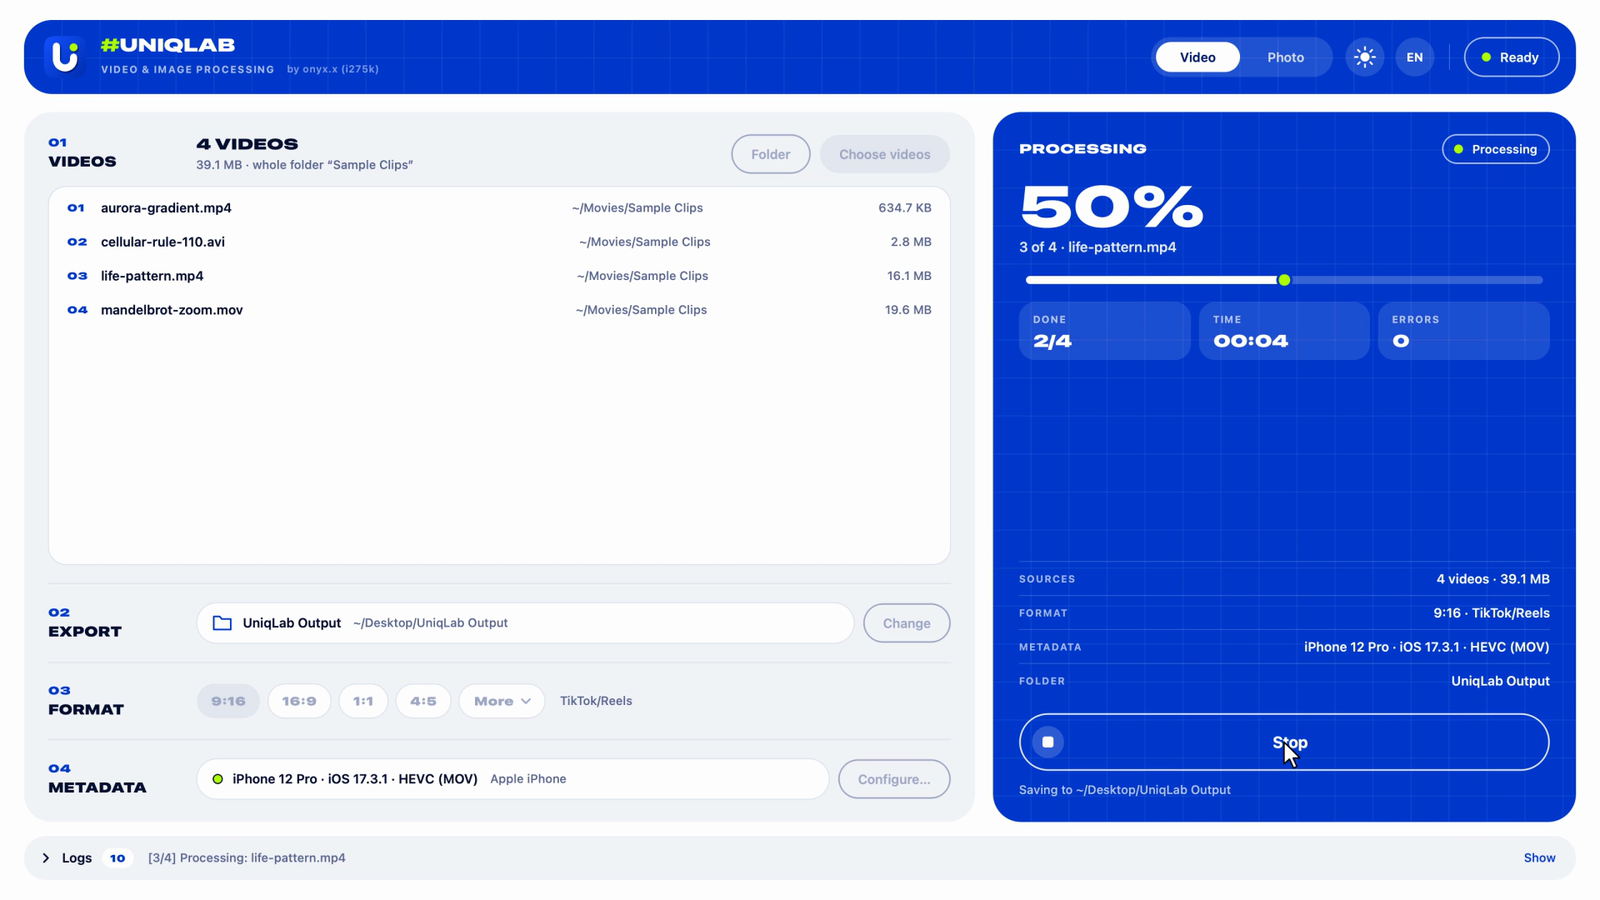 #UNIQLAB
VIDEO & IMAGE PROCESSING by onyx.x (i275k)
Video Photo EN Ready
01
VIDEOS
4 VIDEOS
39.1 MB · whole folder “Sample Clips”
Folder Choose videos
01 aurora-gradient.mp4 ~/Movies/Sample Clips 634.7 KB
02 cellular-rule-110.avi ~/Movies/Sample Clips 2.8 MB
03 life-pattern.mp4 ~/Movies/Sample Clips 16.1 MB
04 mandelbrot-zoom.mov ~/Movies/Sample Clips 19.6 MB
02
EXPORT
UniqLab Output ~/Desktop/UniqLab Output Change
03
FORMAT
9:16 16:9 1:1 4:5 More TikTok/Reels
04
METADATA
iPhone 12 Pro · iOS 17.3.1 · HEVC (MOV) Apple iPhone Configure...
PROCESSING Processing
50%
3 of 4 · life-pattern.mp4
DONE
2/4
TIME
00:04
ERRORS
0
SOURCES 4 videos · 39.1 MB
FORMAT 9:16 · TikTok/Reels
METADATA iPhone 12 Pro · iOS 17.3.1 · HEVC (MOV)
FOLDER UniqLab Output
Stop
Saving to ~/Desktop/UniqLab Output
Logs 10 [3/4] Processing: life-pattern.mp4 Show